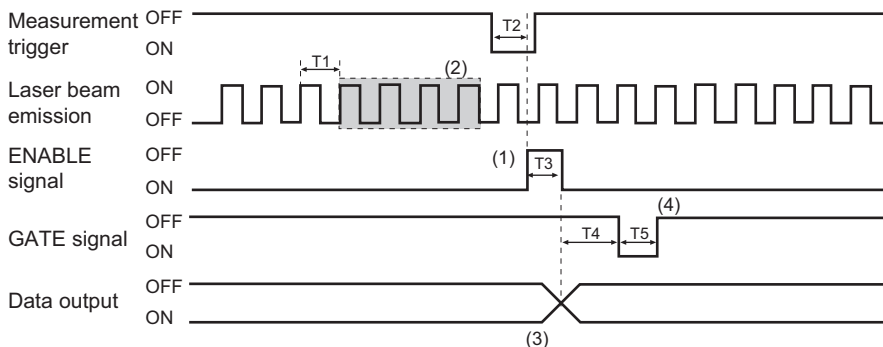 Measurement
trigger
OFF
ON
T2
Laser beam
emission
ON
OFF
T1
(2)
ENABLE
signal
OFF
ON
(1)
T3
GATE signal
OFF
ON
T4
T5
(4)
Data output
OFF
ON
(3)